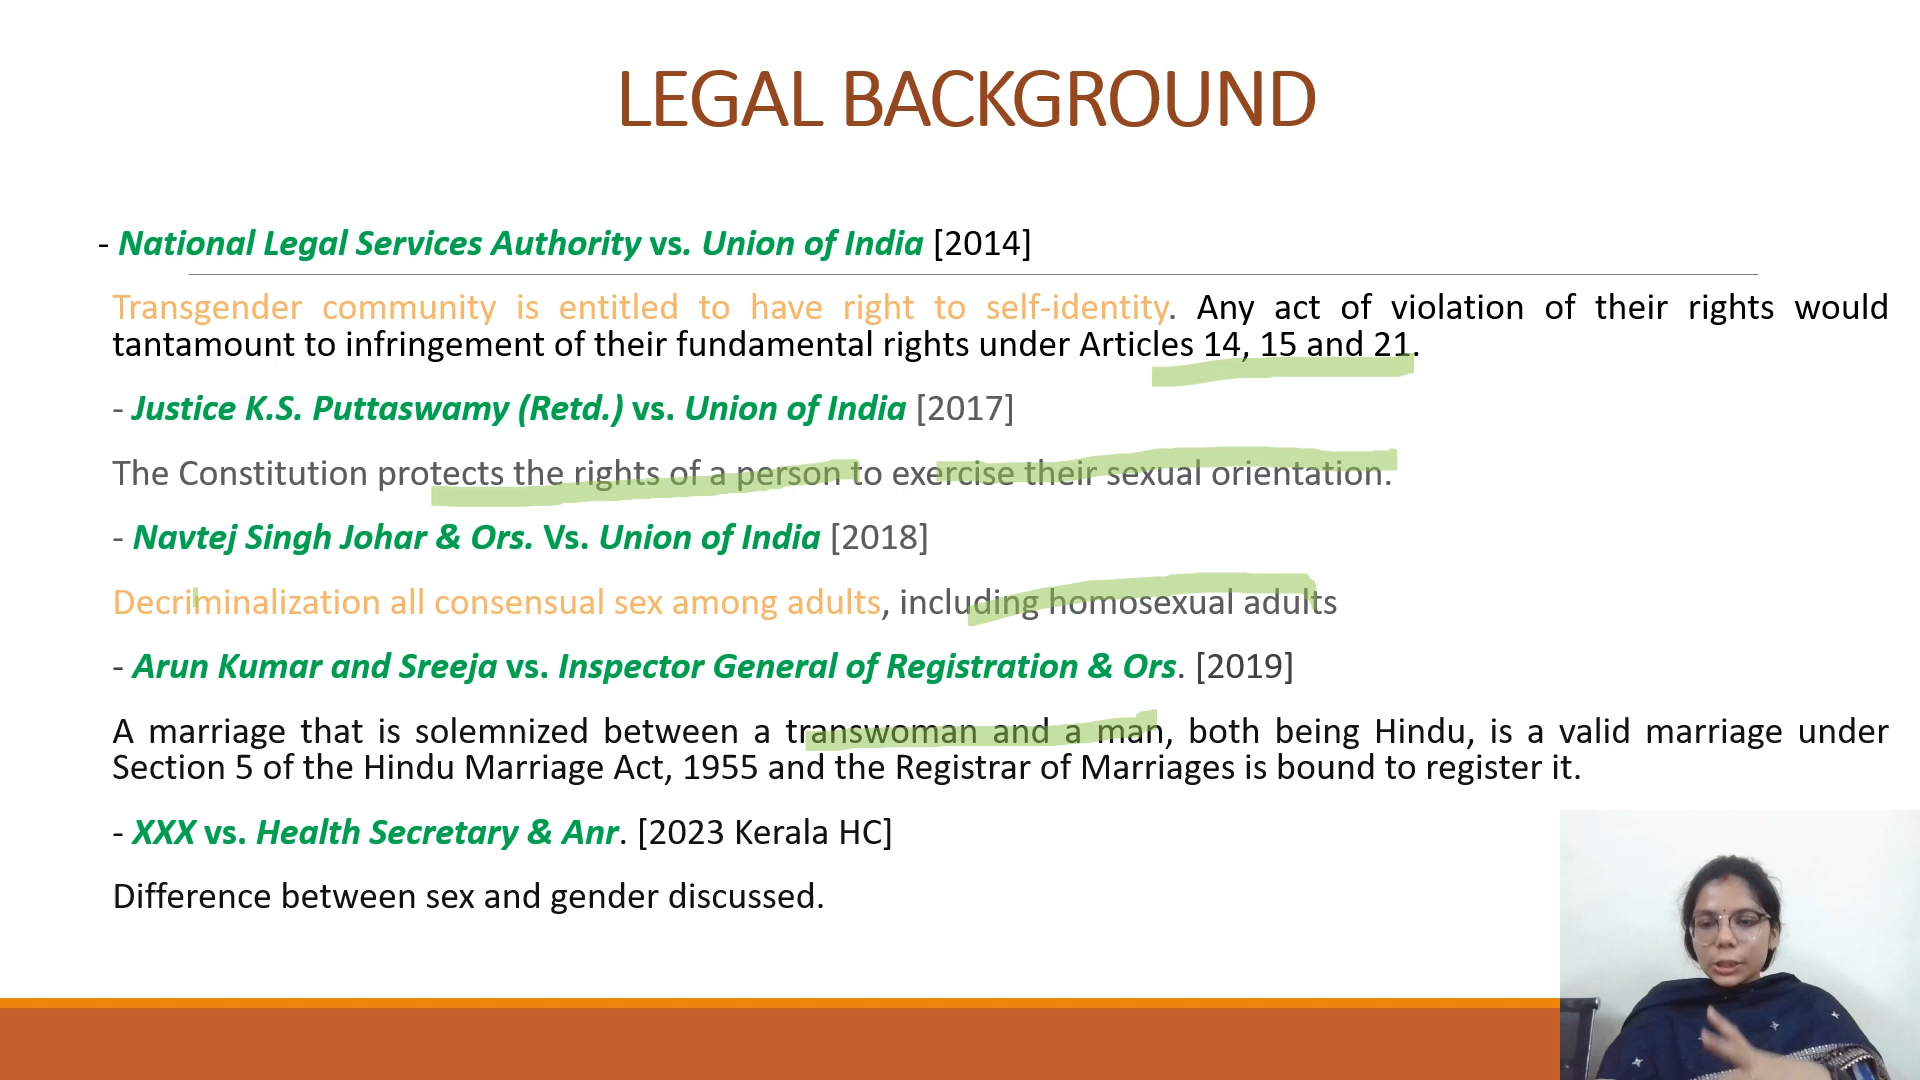 LEGAL BACKGROUND
- National Legal Services Authority vs. Union of India [2014]
Transgender community is entitled to have right to self-identity. Any act of violation of their rights would
tantamount to infringement of their fundamental rights under Articles 14, 15 and 21.
- Justice K.S. Puttaswamy (Retd.) vs. Union of India [2017]
The Constitution protects the rights of a person to exercise their sexual orientation.
- Navtej Singh Johar & Ors. Vs. Union of India [2018]
Decriminalization all consensual sex among adults, including homosexual adults
- Arun Kumar and Sreeja vs. Inspector General of Registration & Ors. [2019]
A marriage that is solemnized between a transwoman and a man, both being Hindu, is a valid marriage under
Section 5 of the Hindu Marriage Act, 1955 and the Registrar of Marriages is bound to register it.
- XXX vs. Health Secretary & Anr. [2023 Kerala HC]
Difference between sex and gender discussed.